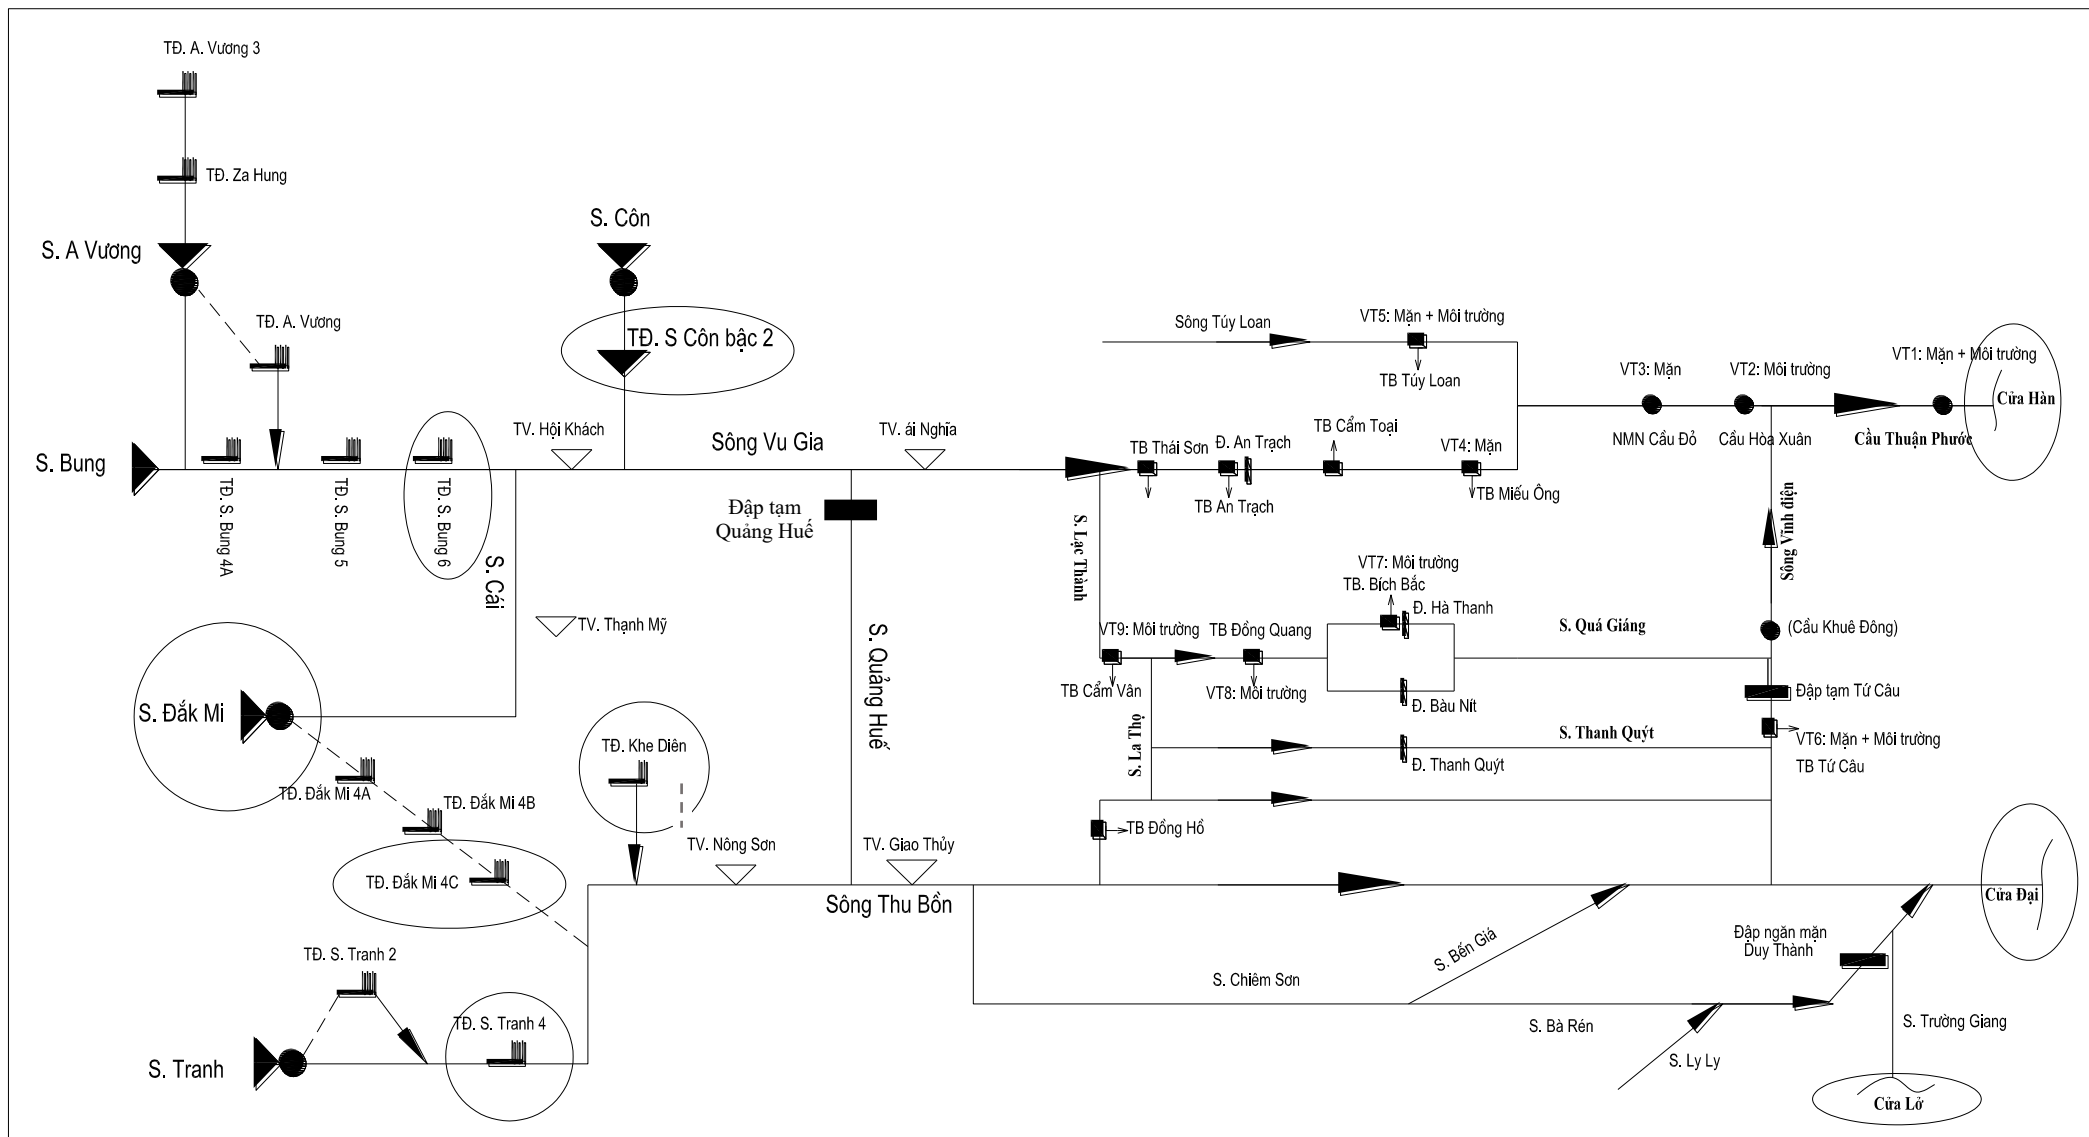 TĐ. A. Vương 3
TĐ. Za Hung
S. Côn
S. A Vương
TĐ. A. Vương
TĐ. S Côn bậc 2
Sông Túy Loan
VT5: Mặn + Môi trường
TB Túy Loan
VT3: Mặn
VT2: Môi trường
VT1: Mặn + Môi trường
Cửa Hàn
NMN Cầu Đỏ
Cầu Hòa Xuân
Cầu Thuận Phước
S. Bung
TĐ. S. Bung 4A
TĐ. S. Bung 5
TĐ. S. Bung 6
TV. Hội Khách
Sông Vu Gia
TV. ái Nghĩa
TB Thái Sơn
Đ. An Trạch
TB Cẩm Toại
VT4: Mặn
TB An Trạch
TB Miếu Ông
Đập tạm
Quảng Huế
S. Cái
S. Lạc Thành
Sông Vĩnh điện
VT7: Môi trường
TB. Bích Bắc
Đ. Hà Thanh
TV. Thạnh Mỹ
S. Quảng Huế
VT9: Môi trường
TB Đồng Quang
S. Quá Giáng
(Cầu Khuê Đông)
TB Cẩm Vân
VT8: Môi trường
Đ. Bàu Nít
Đập tạm Tứ Câu
S. Đắk Mi
S. La Thọ
S. Thanh Quýt
VT6: Mặn + Môi trường
TB Tứ Câu
Đ. Thanh Quýt
TĐ. Khe Diên
TĐ. Đắk Mi 4A
TĐ. Đắk Mi 4B
TĐ. Đắk Mi 4C
TV. Nông Sơn
TV. Giao Thủy
TB Đồng Hồ
Sông Thu Bồn
Cửa Đại
TĐ. S. Tranh 2
S. Bến Giá
Đập ngăn mặn
Duy Thành
S. Chiêm Sơn
TĐ. S. Tranh 4
S. Bà Rén
S. Trường Giang
S. Tranh
S. Ly Ly
Cửa Lở